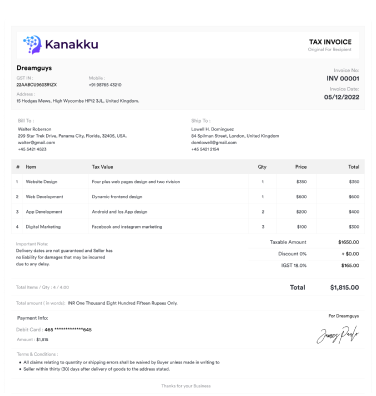 Kanakku
TAX INVOICE
Original For Recipient
Dreamguys
Invoice No:
GST IN : Mobile :
INV 00001
22AABCU9603R1ZX +91 98765 43210
Invoice Date:
Address :
05/12/2022
15 Hodges Mews, High Wycombe HP12 3JL, United Kingdom.
Bill To : Ship To :
Walter Roberson Lowell H. Dominguez
299 Star Trek Drive, Panama City, Florida, 32405, USA. 84 Spilman Street, London, United Kingdom
walter@gmail.com domlowell@gmail.com
+45 5421 4523 +45 5421 2154
# Item Tax Value Qty Price Total
1 Website Design Four plex web pages design and two revision 1 $350 $350
2 Web Development Dynamic frontend design 1 $600 $600
3 App Development Android and ios App design 2 $200 $400
4 Digital Marketing Facebook and instagram marketing 3 $100 $300
Important Note: Taxable Amount $1650.00
Delivery dates are not guaranteed and Seller has
no liability for damages that may be incurred Discount 0% + $0.00
due to any delay. IGST 18.0% $165.00
Total Items / Qty : 4 / 4.00 Total $1,815.00
Total amount ( in words): INR One Thousand Eight Hundred Fifteen Rupees Only.
Payment Info: For Dreamguys
Debit Card : 465 *************645
Amount : $1,815
Terms & Conditions :
• All claims relating to quantity or shipping errors shall be waived by Buyer unless made in writing to
• Seller within thirty (30) days after delivery of goods to the address stated.
Thanks for your Business